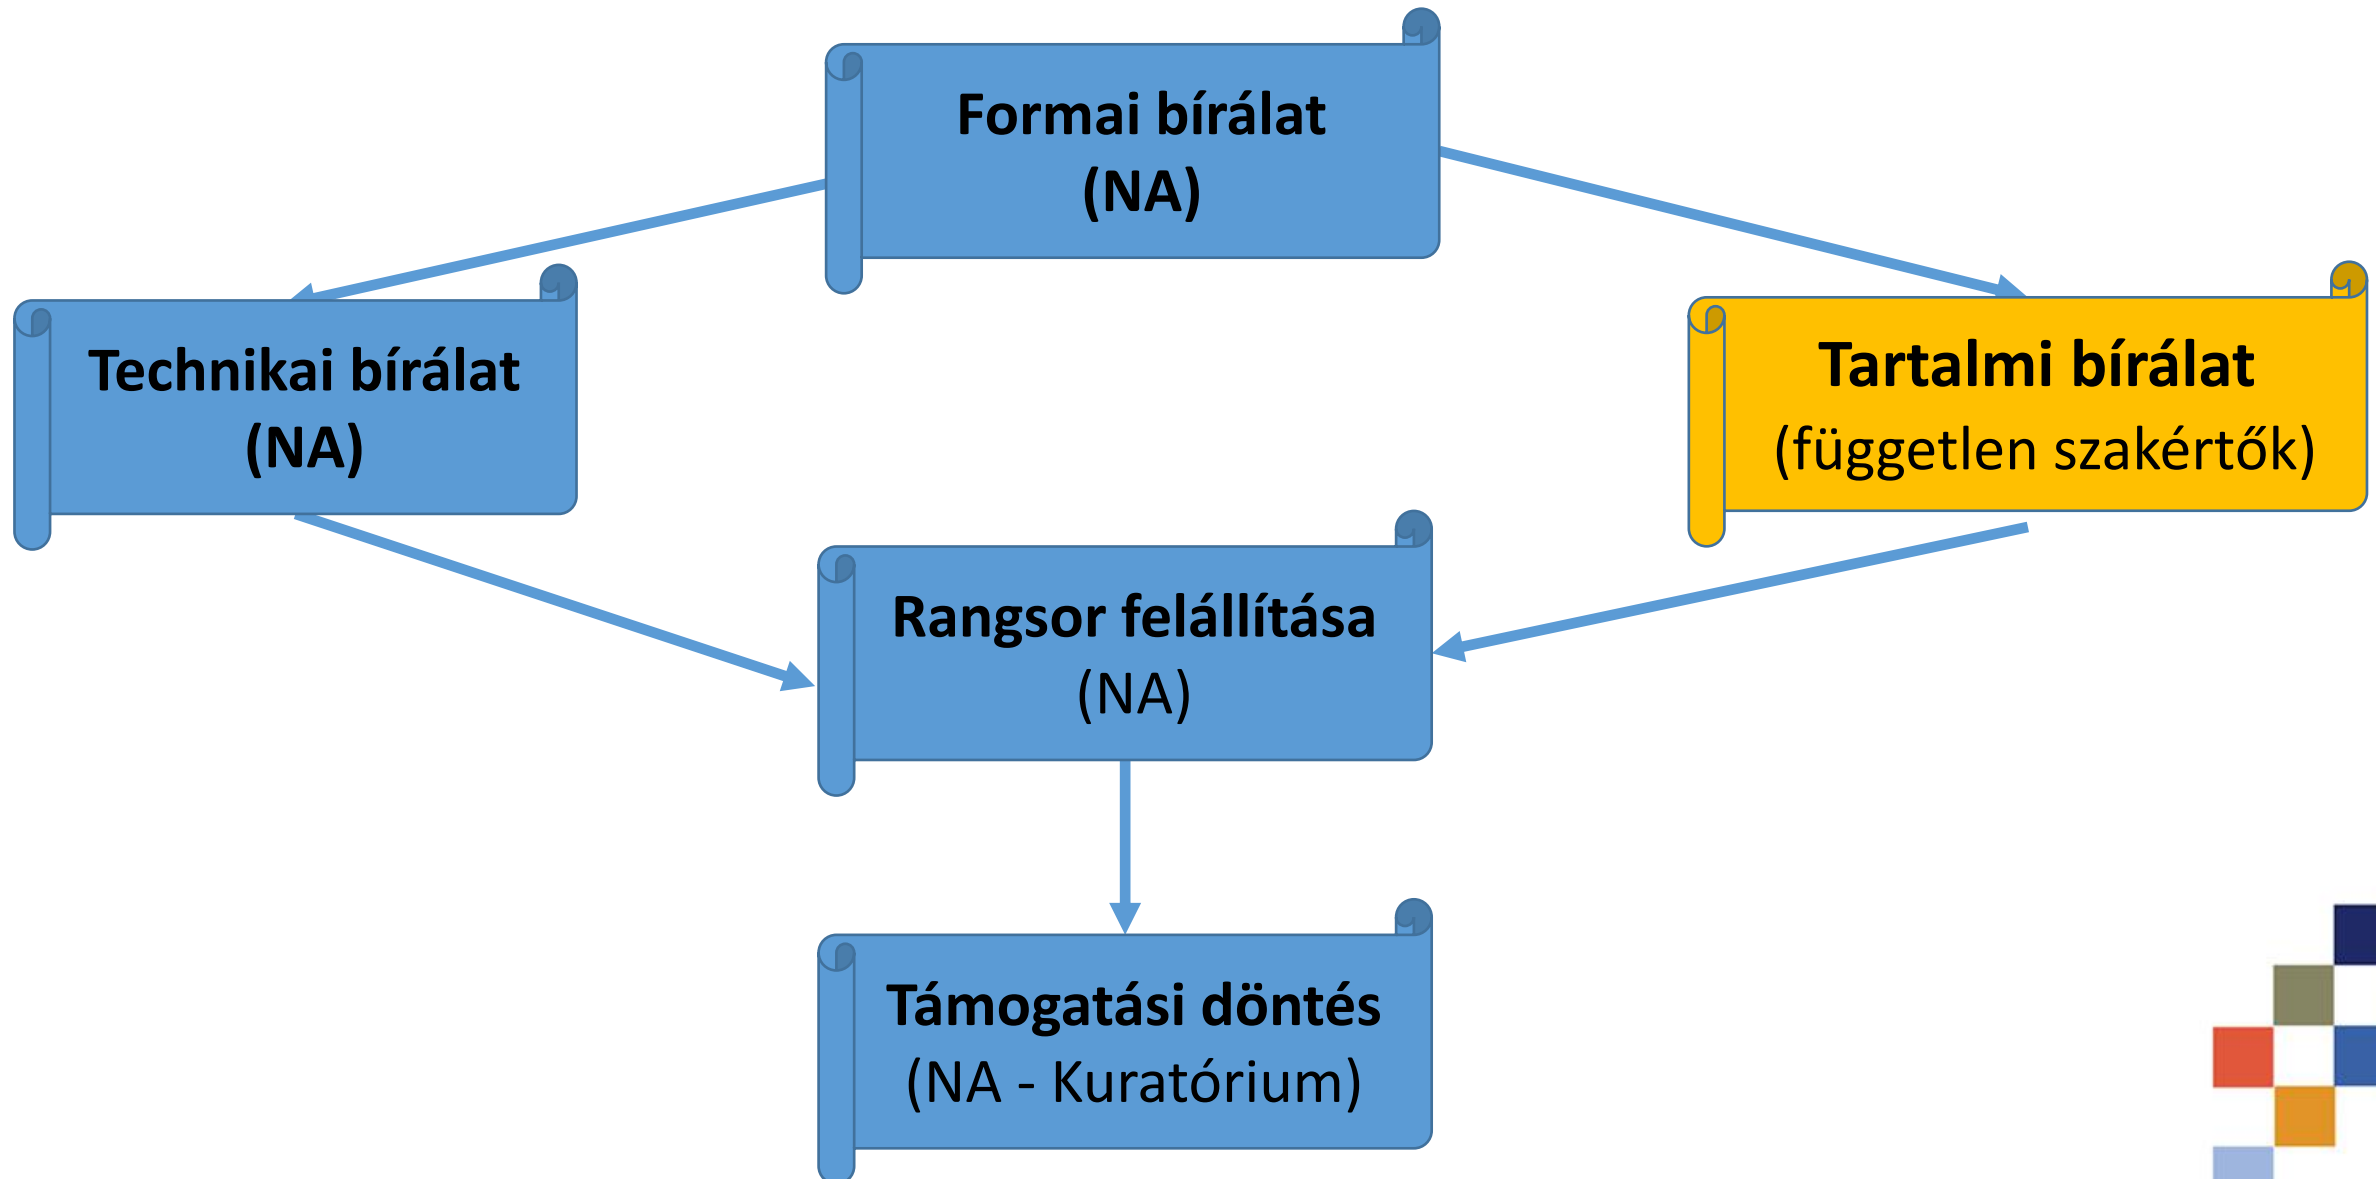 Formai bírálat
(NA)
Technikai bírálat
(NA)
Tartalmi bírálat
(független szakértők)
Rangsor felállítása
(NA)
Támogatási döntés
(NA - Kuratórium)